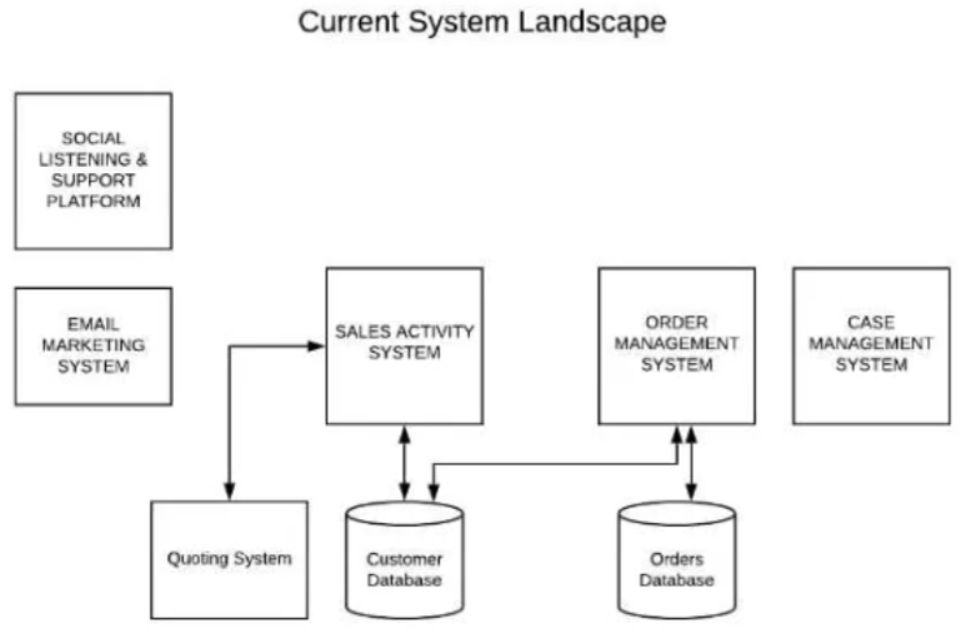 Current System Landscape
SOCIAL
LISTENING &
SUPPORT
PLATFORM
EMAIL
MARKETING
SYSTEM
SALES ACTIVITY
SYSTEM
ORDER
MANAGEMENT
SYSTEM
CASE
MANAGEMENT
SYSTEM
Quoting System
Customer
Database
Orders
Database